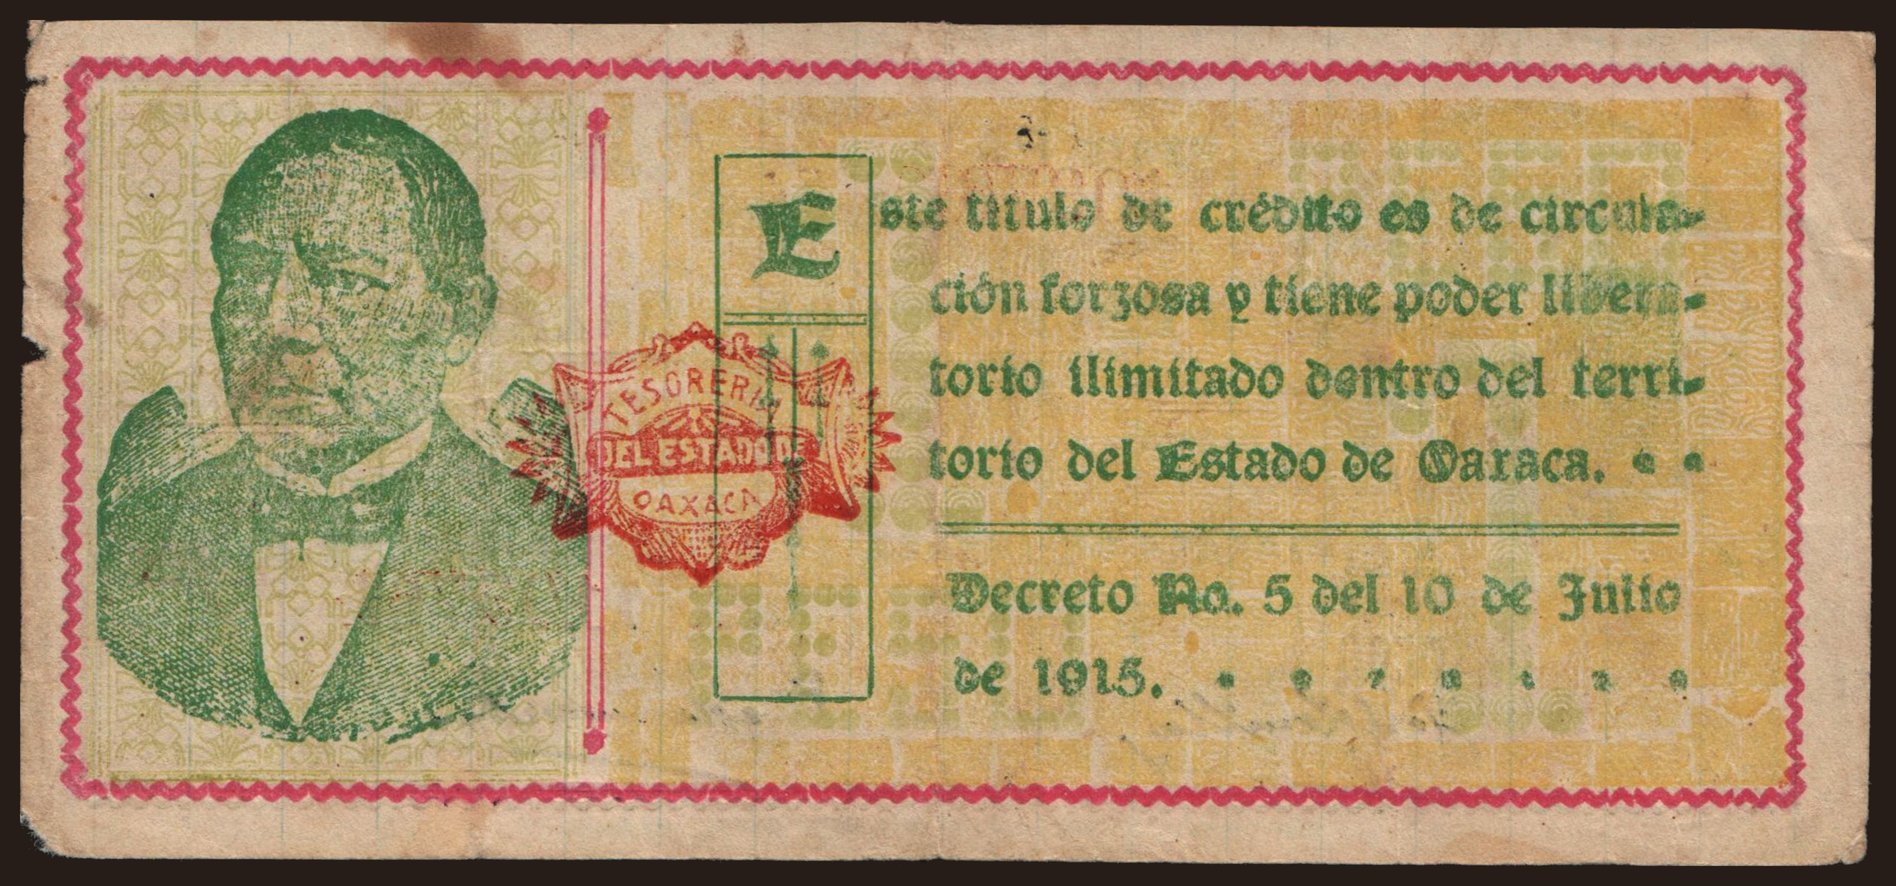 Este título de crédito es de circula-
ción forzosa y tiene poder libera-
torio ilimitado dentro del terri-
torio del Estado de Oaxaca. • •
Decreto No. 5 del 10 de Julio
de 1915. • • • • • • •
TESORERIA
DEL ESTADO DE
OAXACA